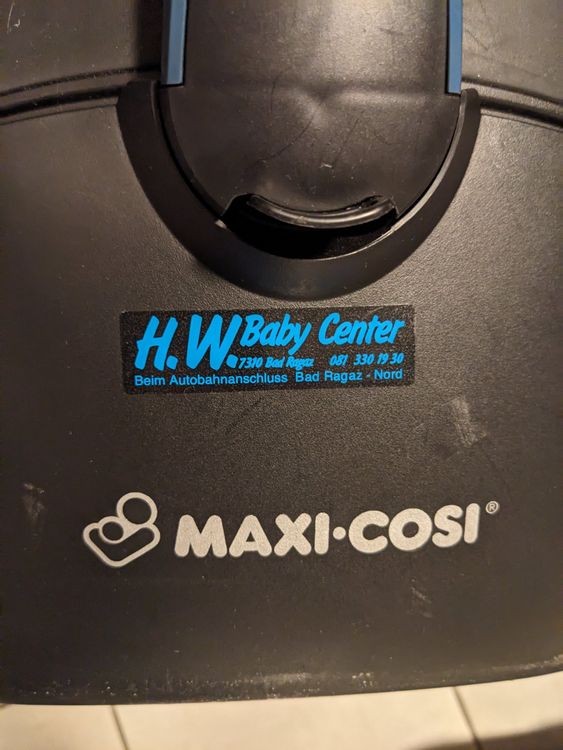 H.W. Baby Center
7310 Bad Ragaz 081 330 19 30
Beim Autobahnanschluss Bad Ragaz - Nord
MAXI·COSI®